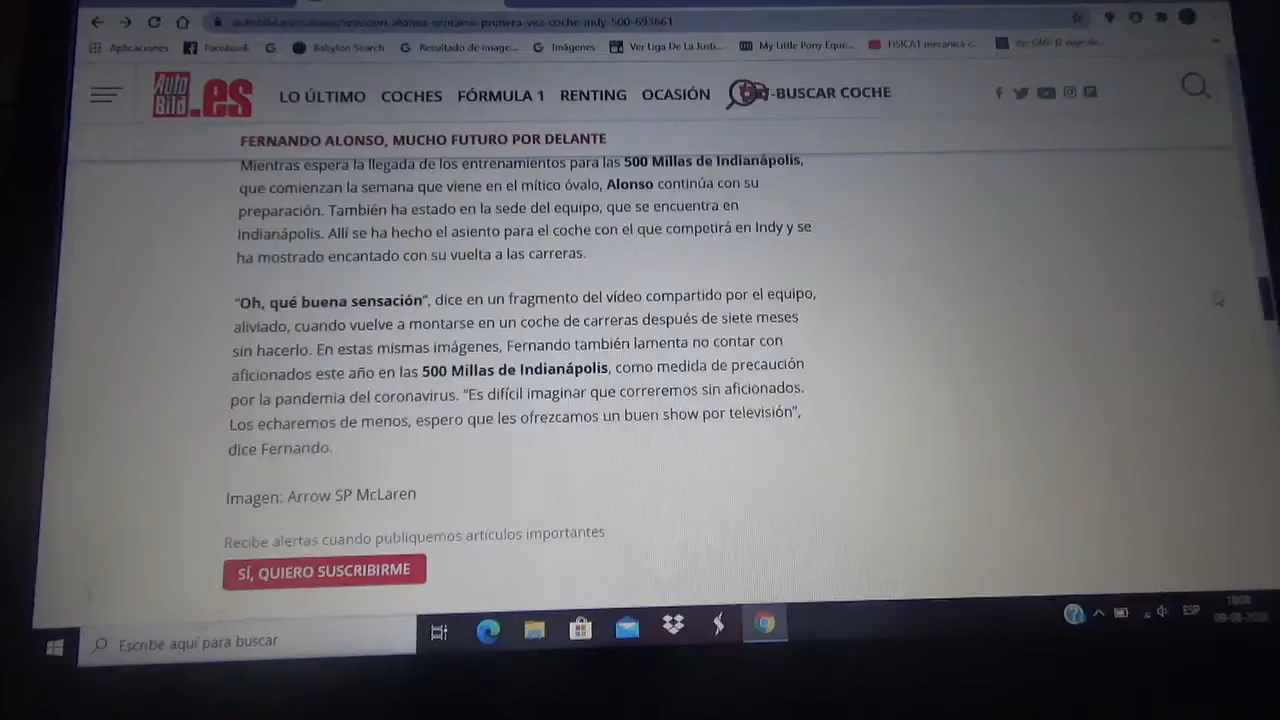 Aplicaciones Facebook Babylon Search Resultado de image... Imágenes Ver Liga De La Justi... My Little Pony Eque... FISICA1 mecanica c.
Auto Bild.es LO ÚLTIMO COCHES FÓRMULA 1 RENTING OCASIÓN -BUSCAR COCHE
FERNANDO ALONSO, MUCHO FUTURO POR DELANTE
Mientras espera la llegada de los entrenamientos para las 500 Millas de Indianápolis,
que comienzan la semana que viene en el mítico óvalo, Alonso continúa con su
preparación. También ha estado en la sede del equipo, que se encuentra en
Indianápolis. Allí se ha hecho el asiento para el coche con el que competirá en Indy y se
ha mostrado encantado con su vuelta a las carreras.
“Oh, qué buena sensación”, dice en un fragmento del vídeo compartido por el equipo,
aliviado, cuando vuelve a montarse en un coche de carreras después de siete meses
sin hacerlo. En estas mismas imágenes, Fernando también lamenta no contar con
aficionados este año en las 500 Millas de Indianápolis, como medida de precaución
por la pandemia del coronavirus. “Es difícil imaginar que correremos sin aficionados.
Los echaremos de menos, espero que les ofrezcamos un buen show por televisión”,
dice Fernando.
Imagen: Arrow SP McLaren
Recibe alertas cuando publiquemos artículos importantes
SÍ, QUIERO SUSCRIBIRME
Escribe aquí para buscar
ESP